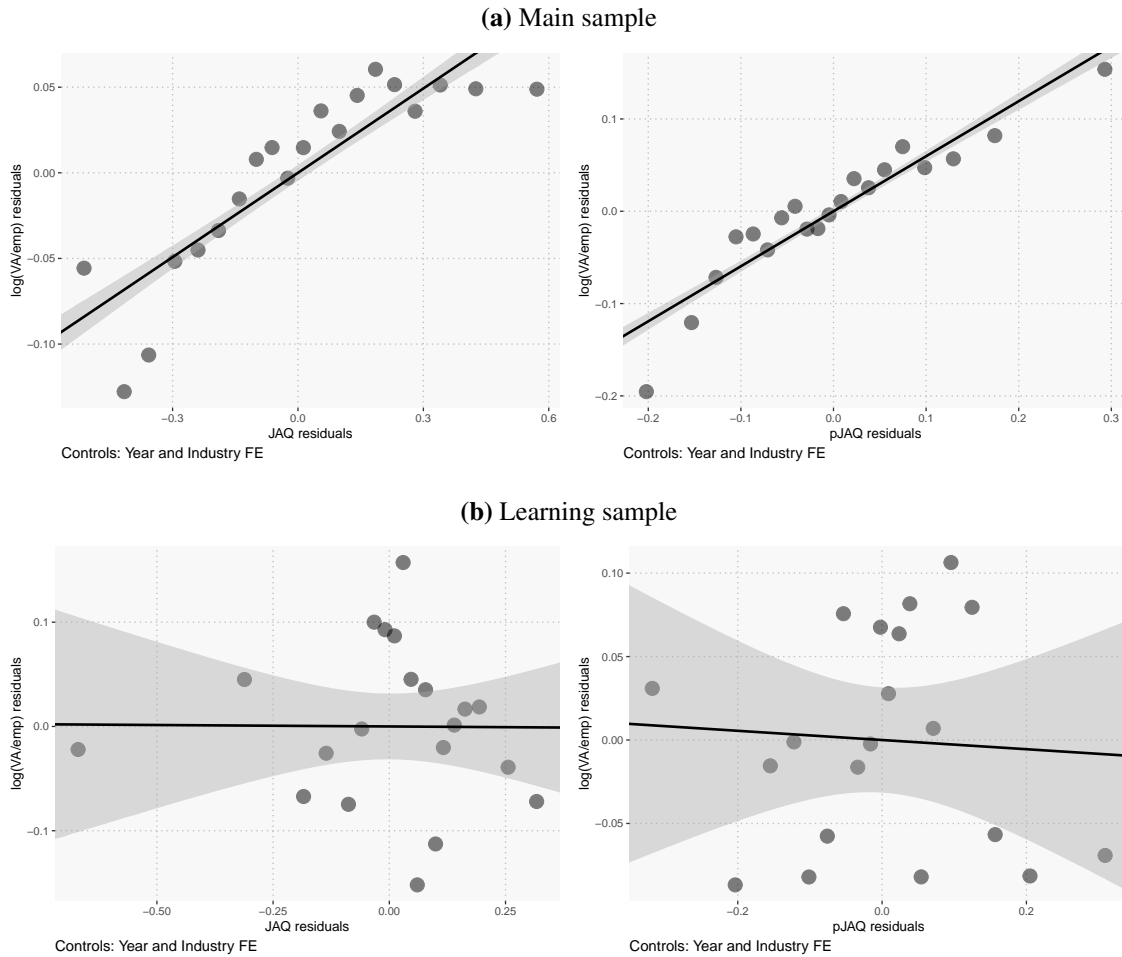 (a) Main sample
0.05
0.00
−0.05
−0.10
log(VA/emp) residuals
−0.3
0.0
0.3
0.6
JAQ residuals
Controls: Year and Industry FE
0.1
0.0
−0.1
−0.2
log(VA/emp) residuals
−0.2
−0.1
0.0
0.1
0.2
0.3
pJAQ residuals
Controls: Year and Industry FE
(b) Learning sample
0.1
0.0
−0.1
log(VA/emp) residuals
−0.50
−0.25
0.00
0.25
JAQ residuals
Controls: Year and Industry FE
0.10
0.05
0.00
−0.05
log(VA/emp) residuals
−0.2
0.0
0.2
pJAQ residuals
Controls: Year and Industry FE